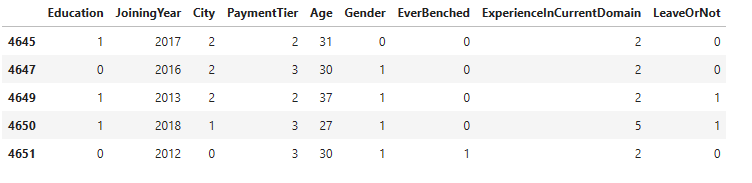 Education JoiningYear City PaymentTier Age Gender EverBenched ExperienceInCurrentDomain LeaveOrNot
4645 1 2017 2 2 31 0 0 2 0
4647 0 2016 2 3 30 1 0 2 0
4649 1 2013 2 2 37 1 0 2 1
4650 1 2018 1 3 27 1 0 5 1
4651 0 2012 0 3 30 1 1 2 0